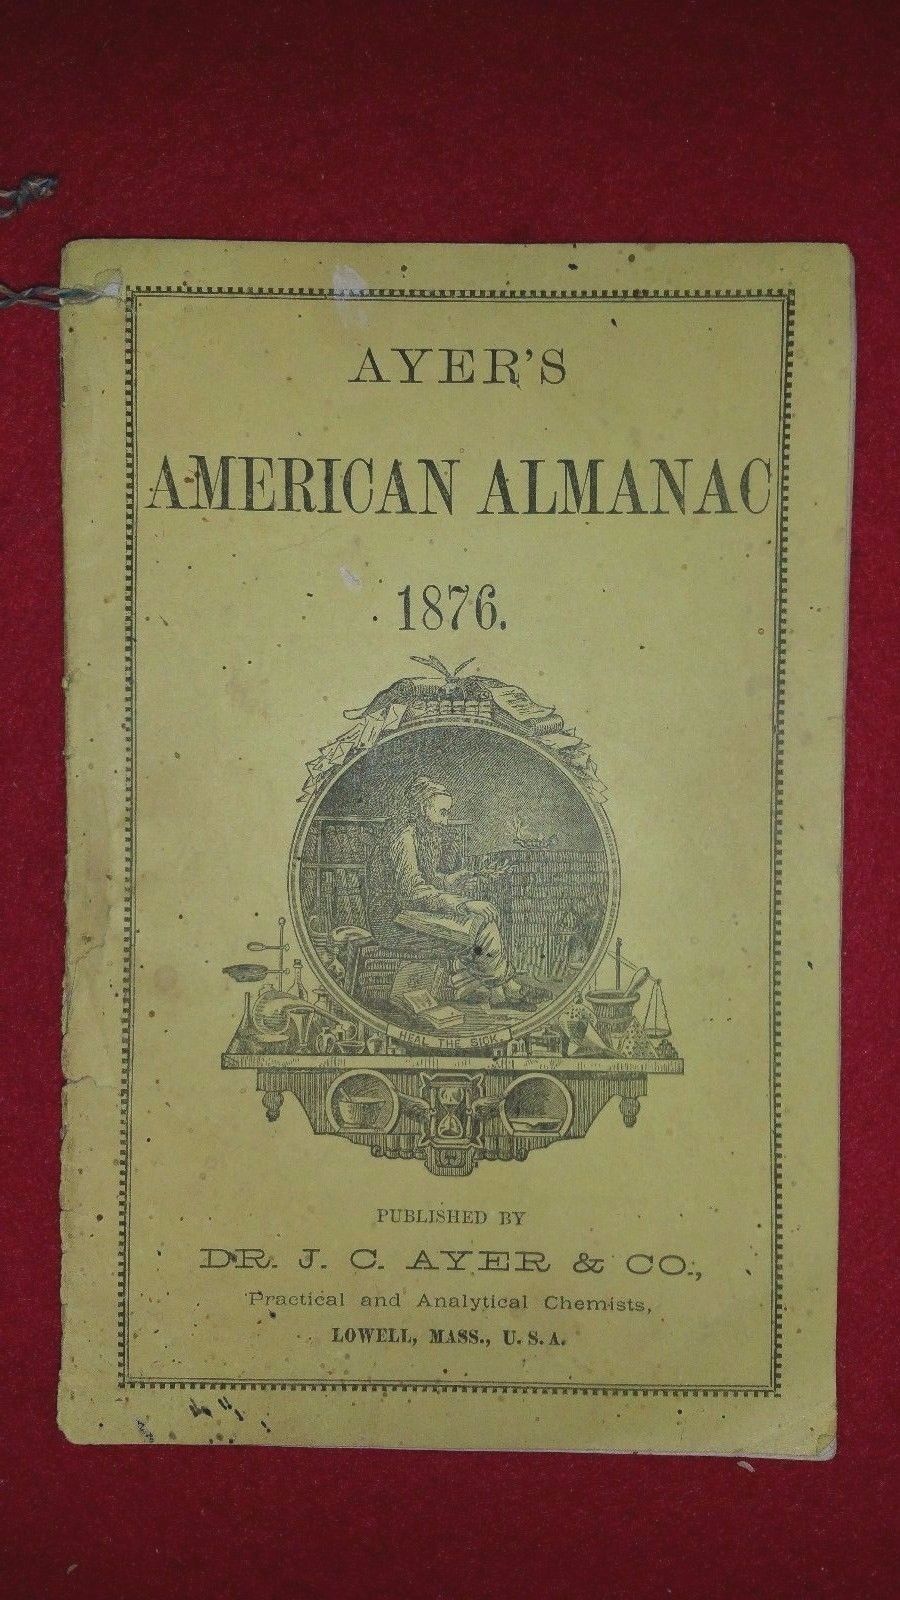 AYER'S
AMERICAN ALMANAC
1876.
HEAL THE SICK
PUBLISHED BY
DR. J. C. AYER & CO.,
Practical and Analytical Chemists,
LOWELL, MASS., U. S. A.